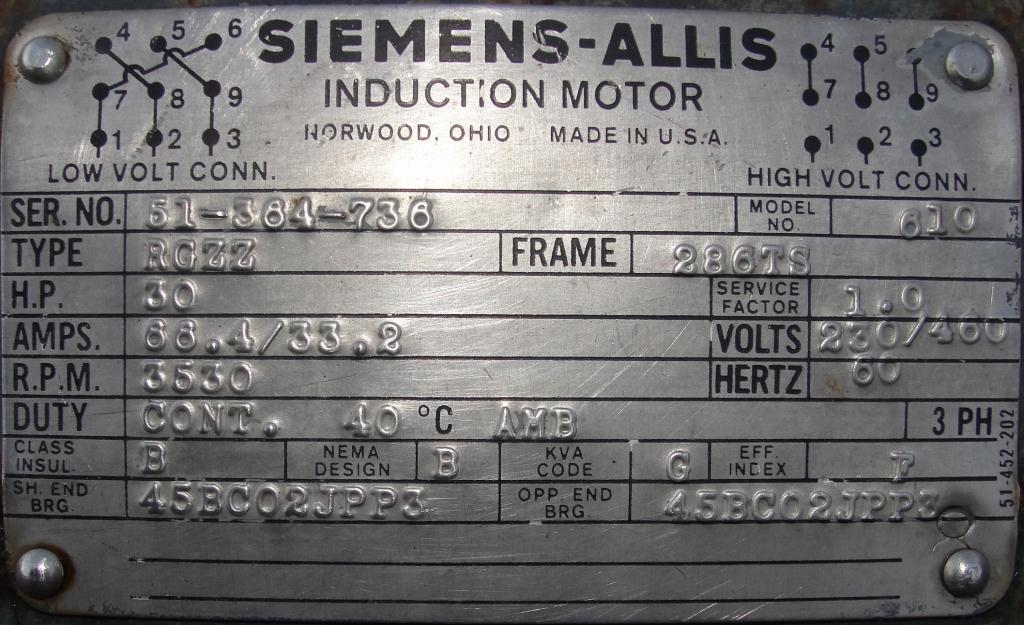 4 5 6 SIEMENS-ALLIS 4 5
7 8 9 INDUCTION MOTOR 7 8 9
1 2 3 NORWOOD, OHIO MADE IN U.S.A. 1 2 3
LOW VOLT CONN. HIGH VOLT CONN.
SER. NO. 51-364-736 MODEL NO. 610
TYPE RGZZ FRAME 286TS
H.P. 30 SERVICE FACTOR 1.0
AMPS. 66.4/33.2 VOLTS 230/460
R.P.M. 3530 HERTZ 60
DUTY CONT. 40 °C AMB 3 PH
CLASS INSUL. B NEMA DESIGN B KVA CODE G EFF. INDEX F
SH. END BRG. 45BC02JPP3 OPP. END BRG. 45BC02JPP3
51-452-202